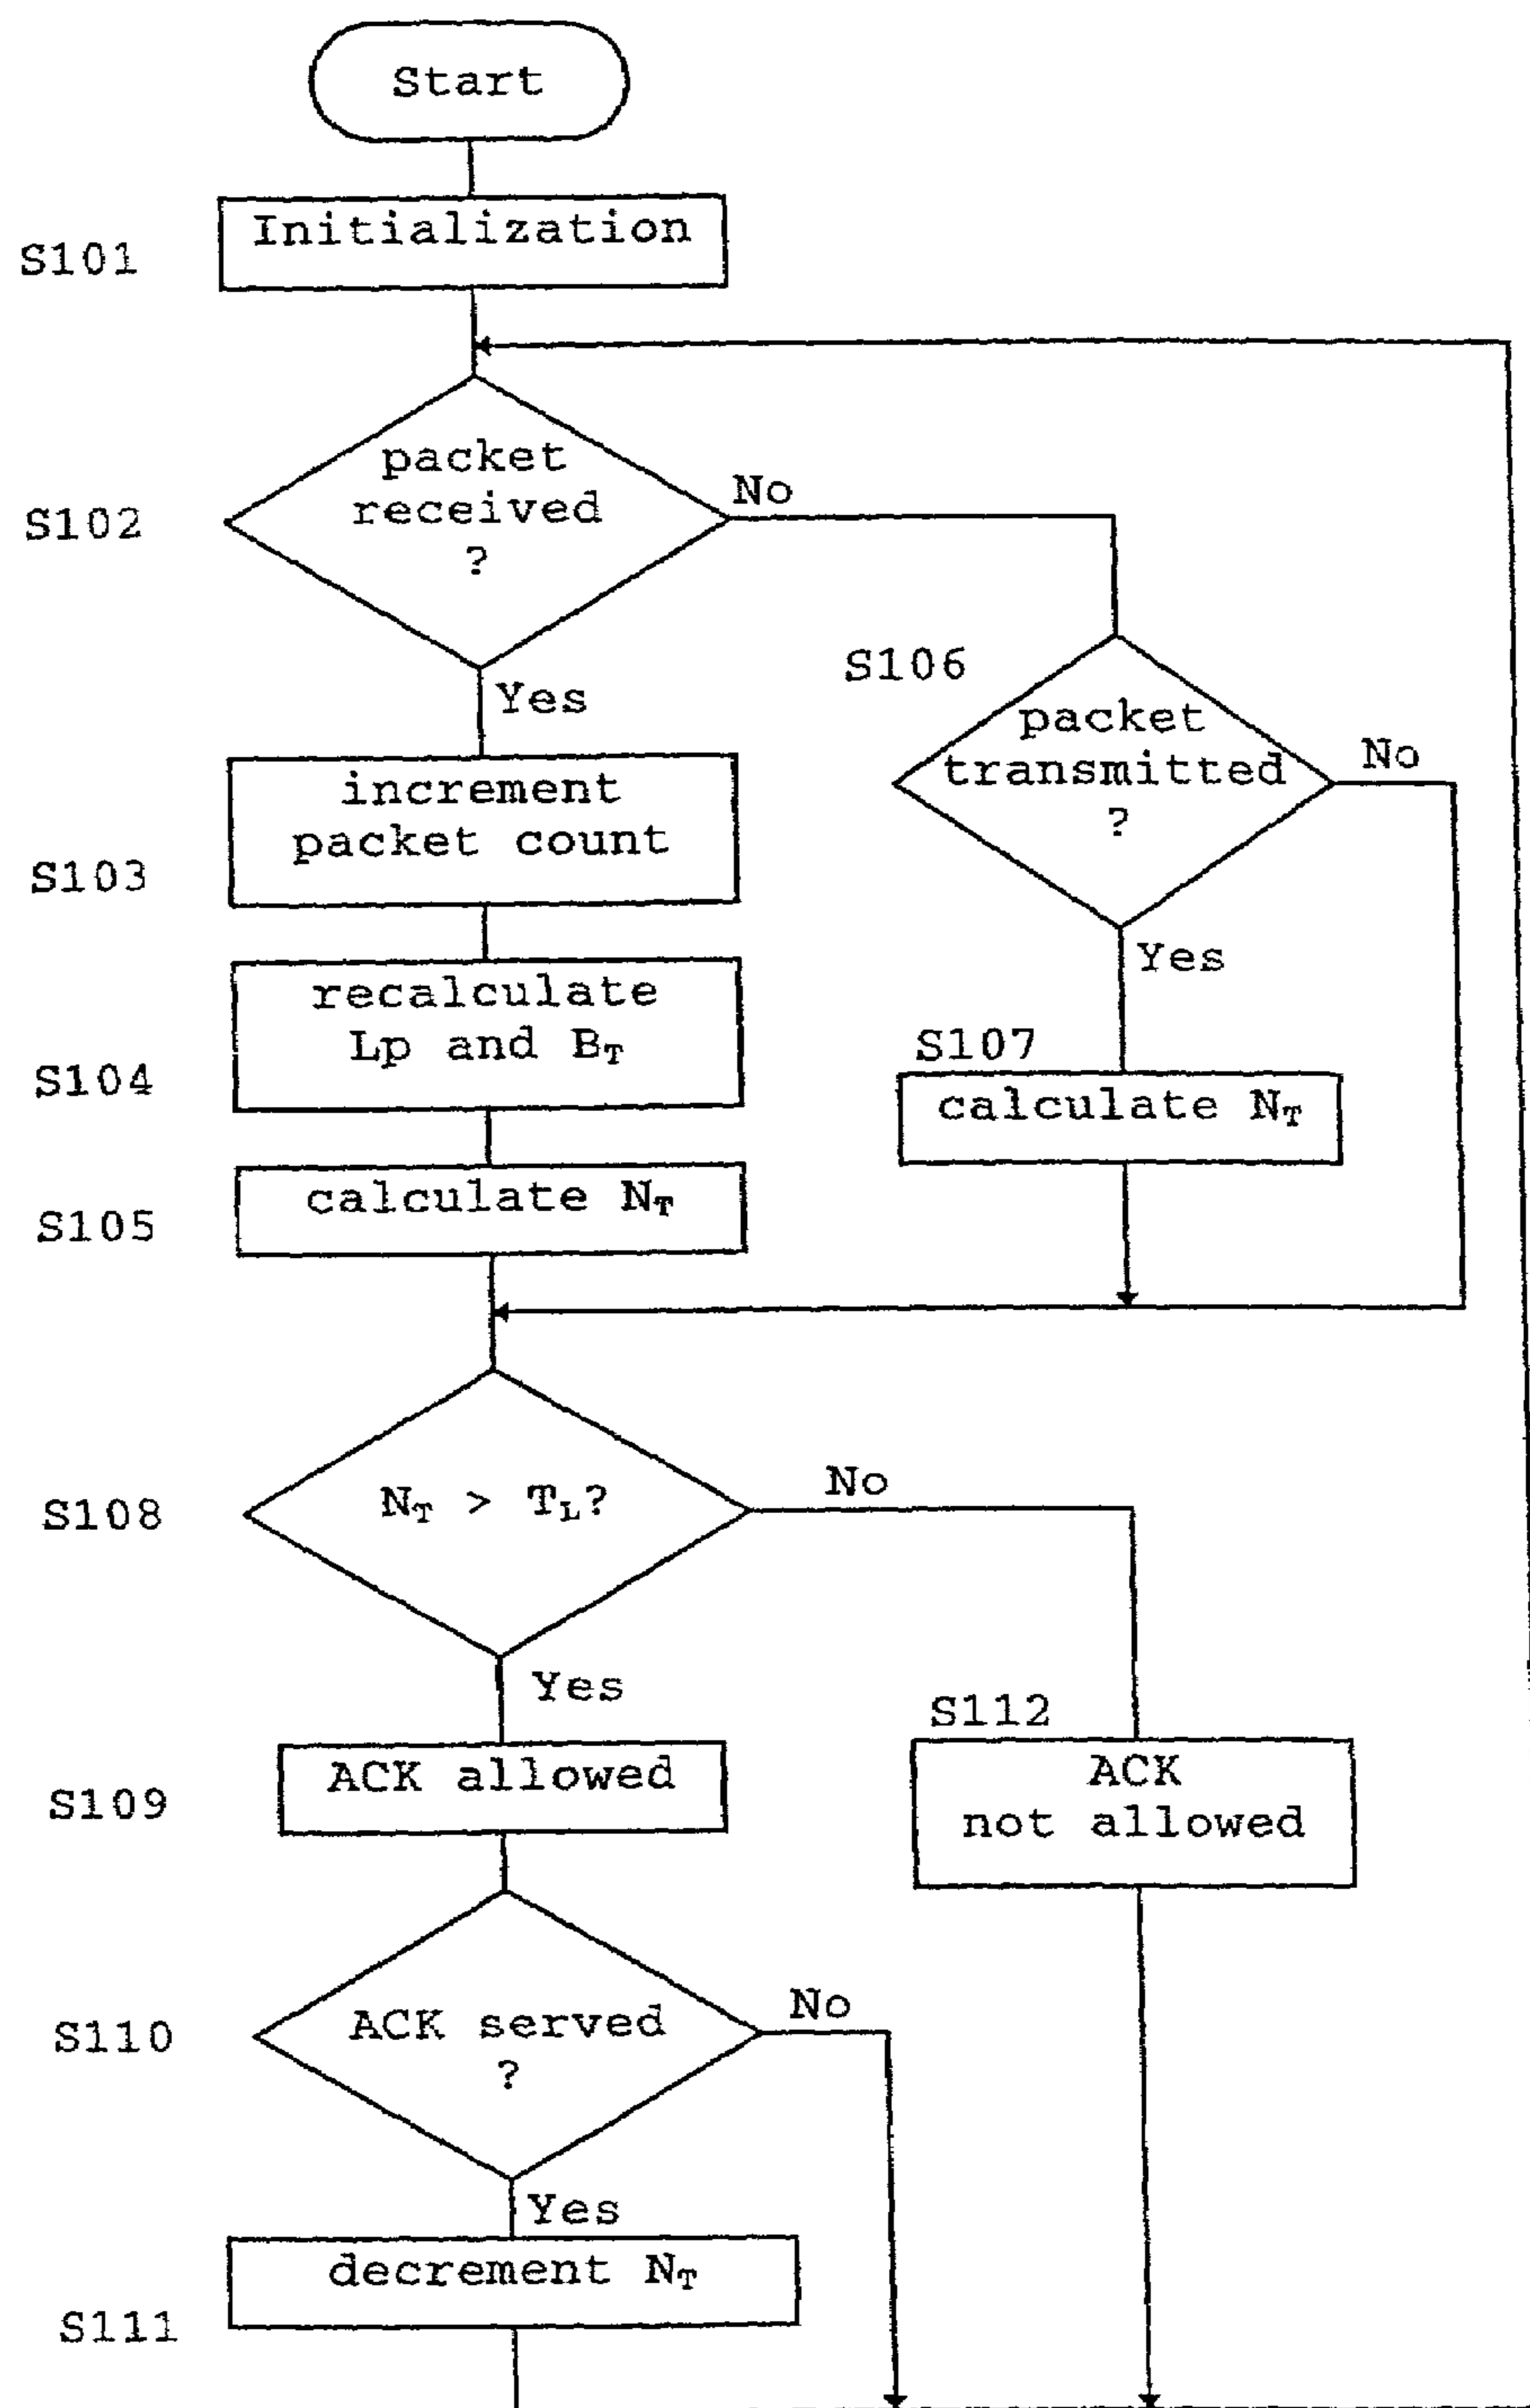 Start
Initialization
S101
packet
received
?
No
S102
Yes
S106
packet
transmitted
?
No
increment
packet count
S103
Yes
recalculate
Lp and B_T
S104
S107
calculate N_T
calculate N_T
S105
N_T > T_L?
No
S108
Yes
S112
ACK
not allowed
ACK allowed
S109
ACK served
?
No
S110
Yes
decrement N_T
S111